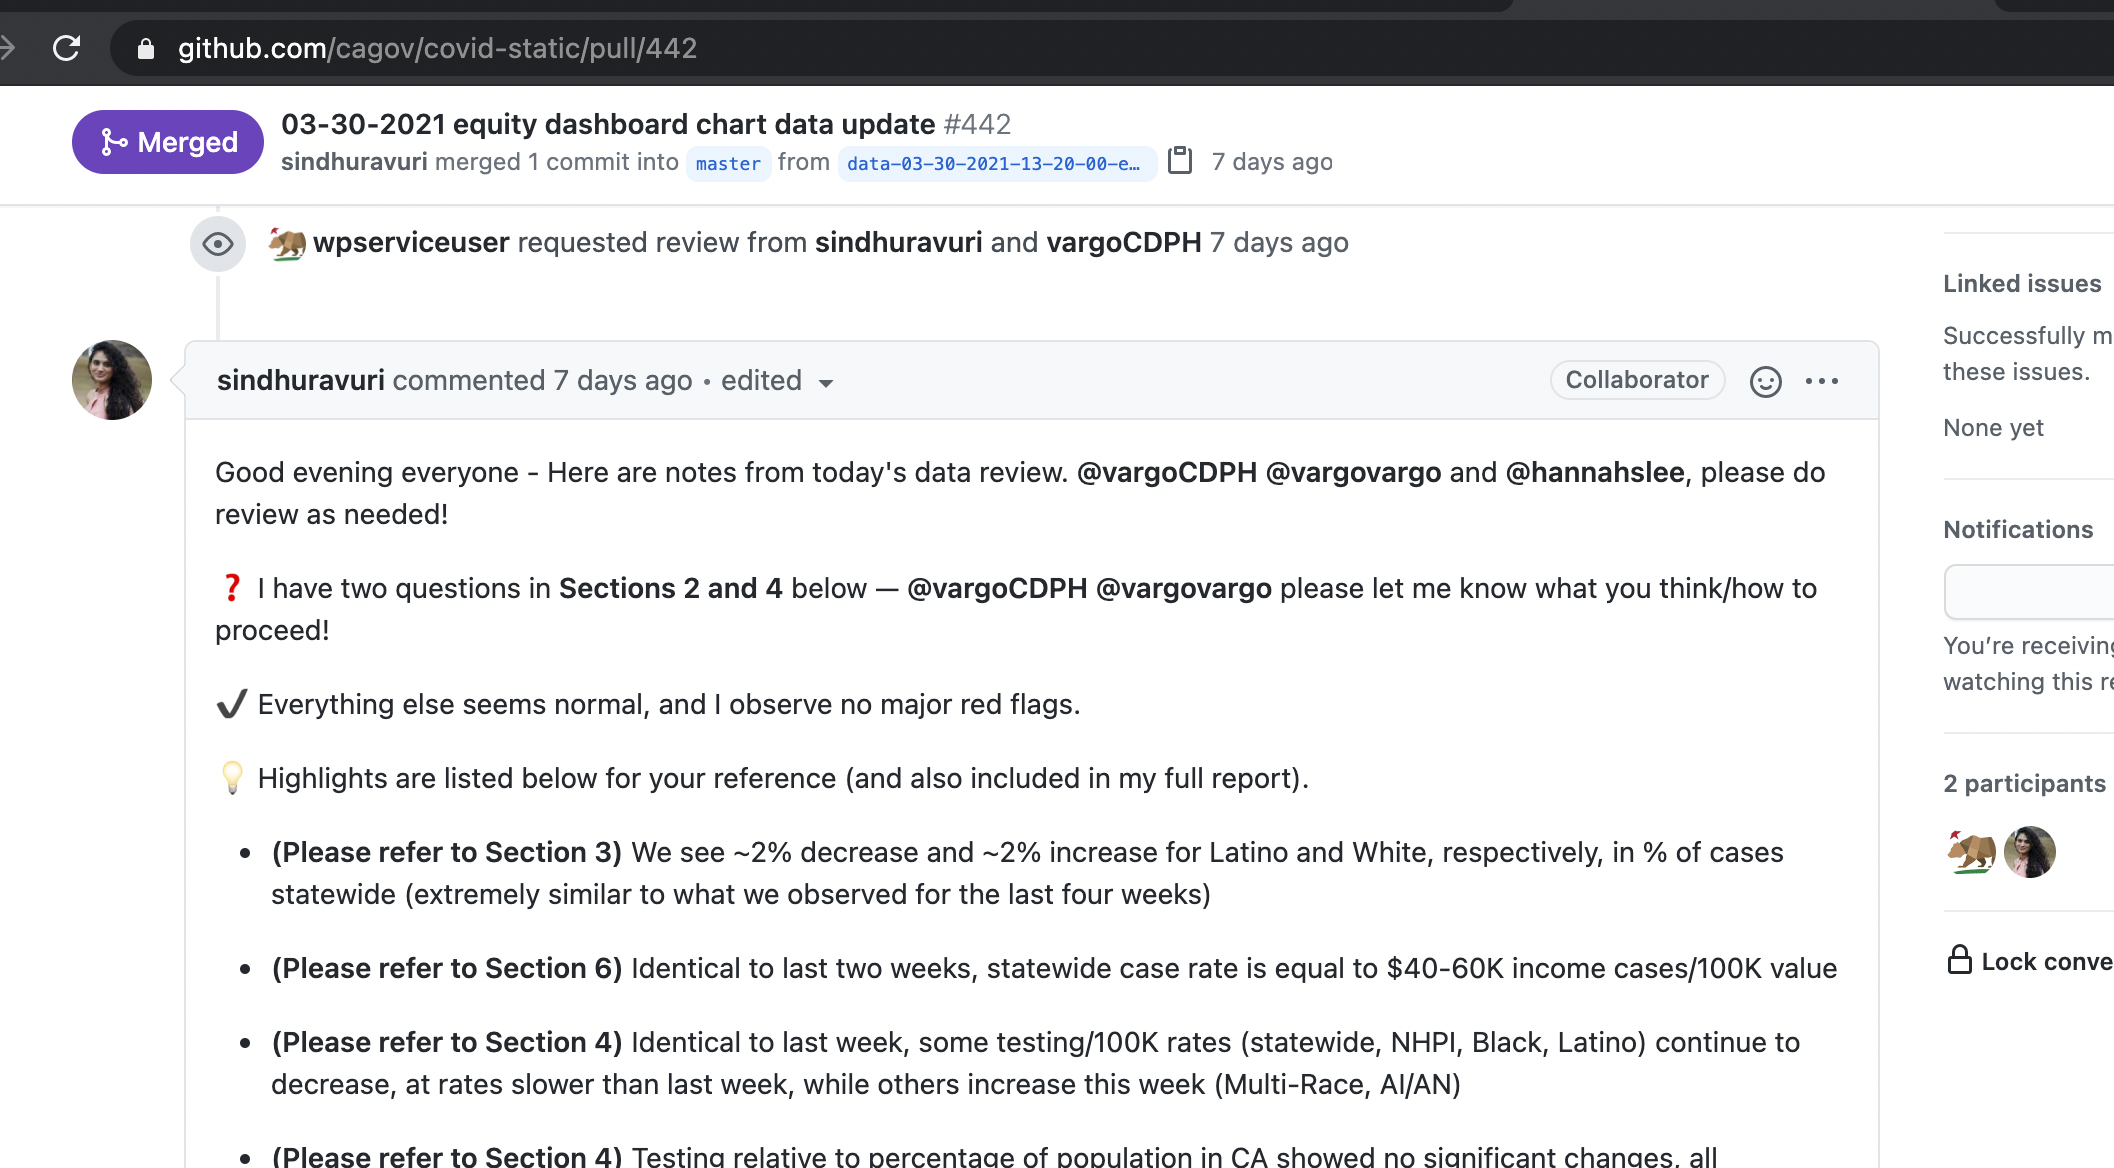 github.com/cagov/covid-static/pull/442
Merged
03-30-2021 equity dashboard chart data update #442
sindhuravuri merged 1 commit into master from data-03-30-2021-13-20-00-e… 7 days ago
wpserviceuser requested review from sindhuravuri and vargoCDPH 7 days ago
sindhuravuri commented 7 days ago • edited
Collaborator
Good evening everyone - Here are notes from today's data review. @vargoCDPH @vargovargo and @hannahslee, please do
review as needed!
❓ I have two questions in Sections 2 and 4 below — @vargoCDPH @vargovargo please let me know what you think/how to
proceed!
✔️ Everything else seems normal, and I observe no major red flags.
💡 Highlights are listed below for your reference (and also included in my full report).
• (Please refer to Section 3) We see ~2% decrease and ~2% increase for Latino and White, respectively, in % of cases
statewide (extremely similar to what we observed for the last four weeks)
• (Please refer to Section 6) Identical to last two weeks, statewide case rate is equal to $40-60K income cases/100K value
• (Please refer to Section 4) Identical to last week, some testing/100K rates (statewide, NHPI, Black, Latino) continue to
decrease, at rates slower than last week, while others increase this week (Multi-Race, AI/AN)
• (Please refer to Section 4) Testing relative to percentage of population in CA showed no significant changes, all
Linked issues
Successfully m
these issues.
None yet
Notifications
You're receiving
watching this re
2 participants
Lock conve